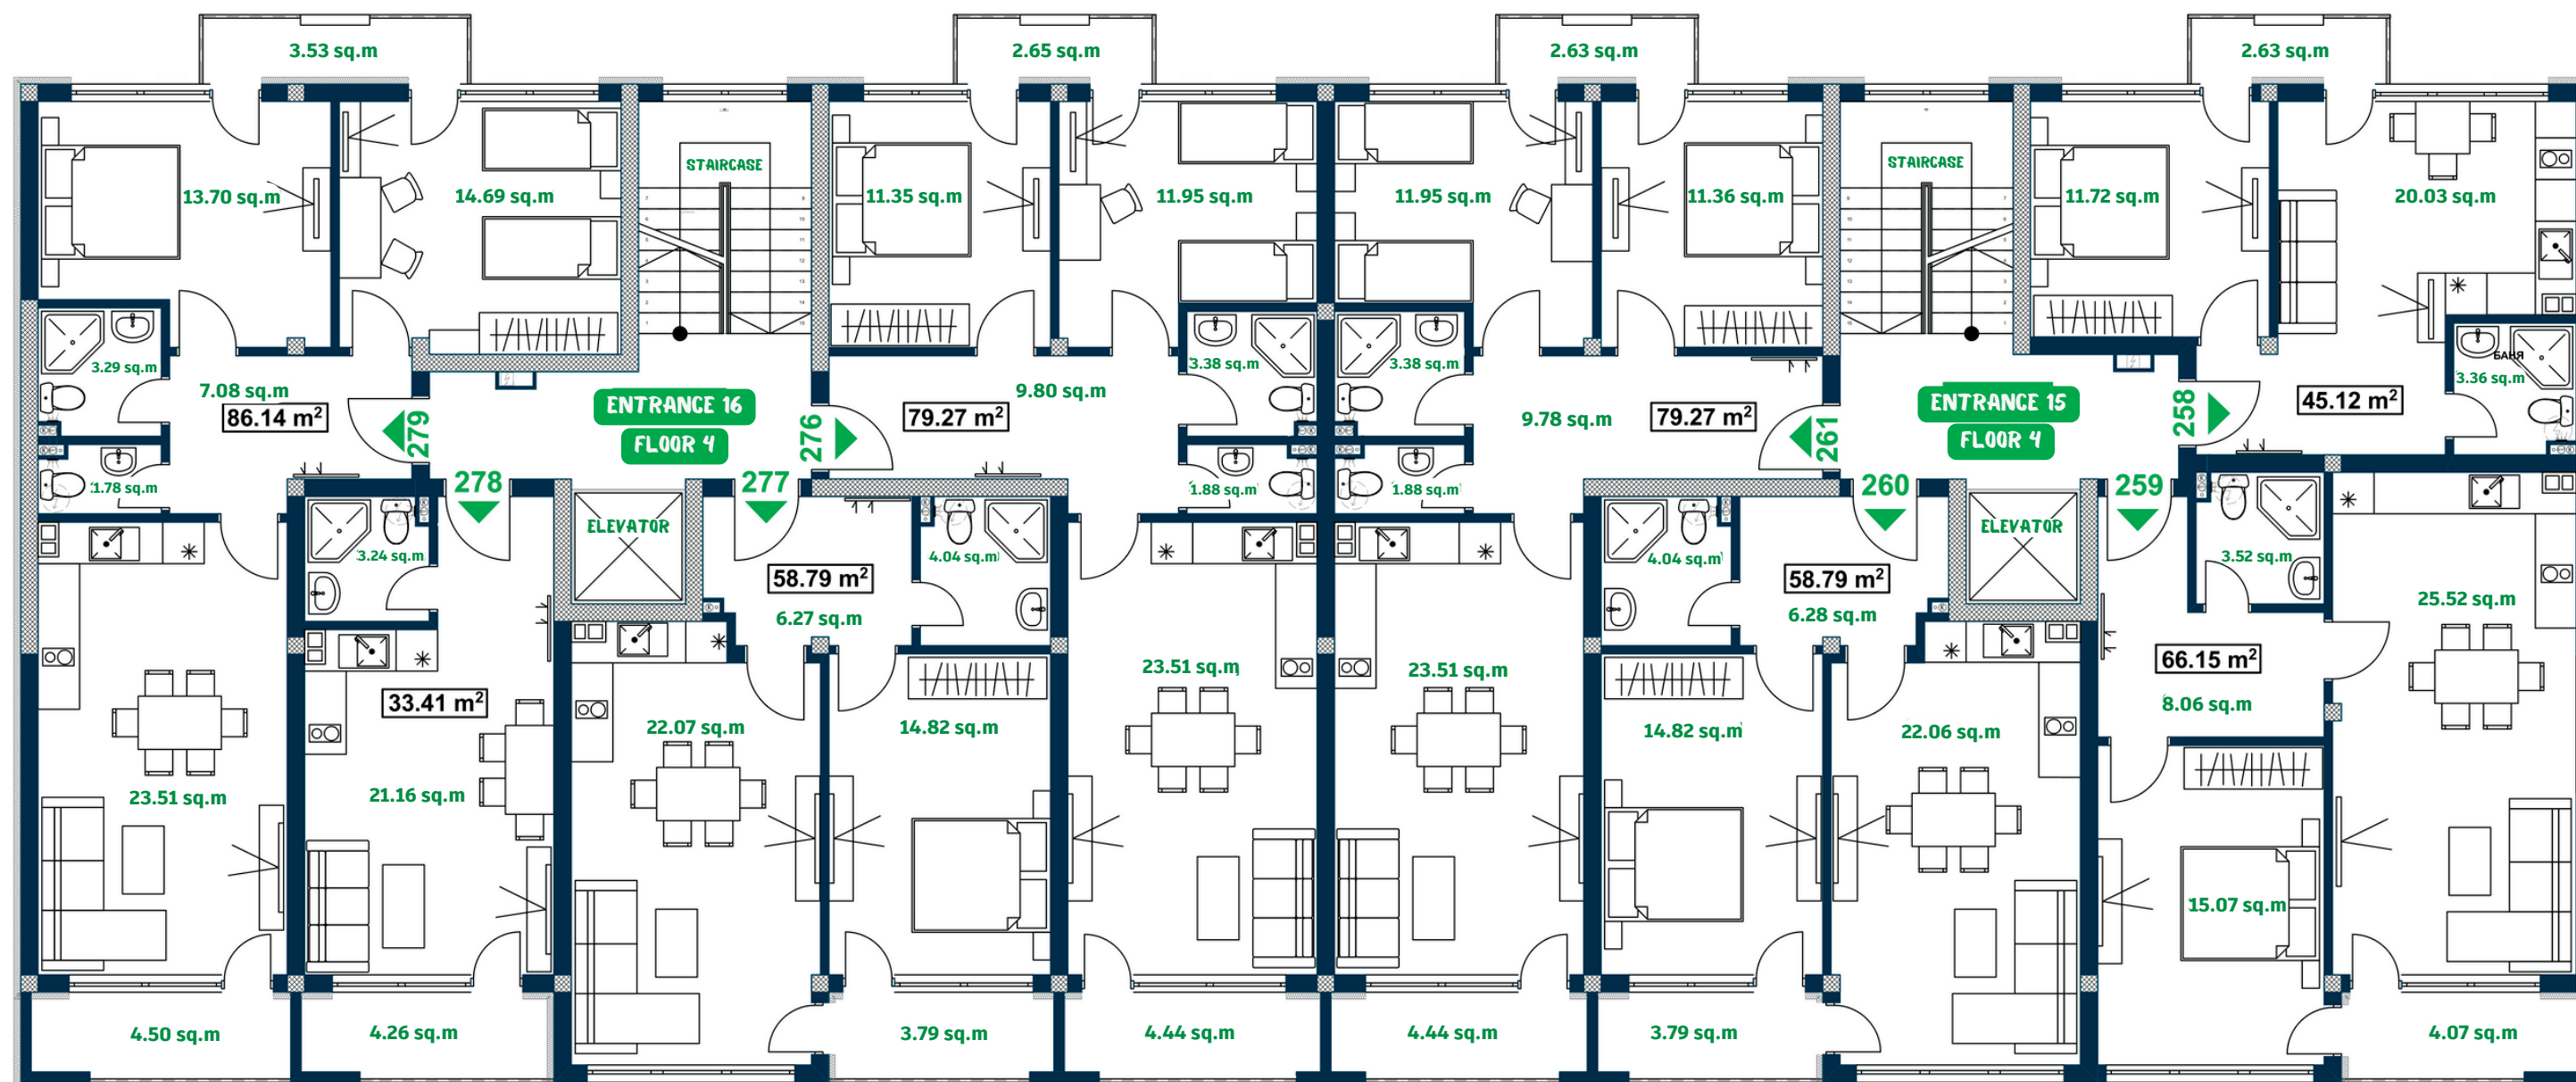 3.53 sq.m
2.65 sq.m
2.63 sq.m
2.63 sq.m
STAIRCASE
STAIRCASE
13.70 sq.m
14.69 sq.m
11.35 sq.m
11.95 sq.m
11.95 sq.m
11.36 sq.m
11.72 sq.m
20.03 sq.m
БАНЯ
3.29 sq.m
3.38 sq.m
3.38 sq.m
3.36 sq.m
7.08 sq.m
9.80 sq.m
9.78 sq.m
86.14 m²
279
ENTRANCE 16
FLOOR 4
276
79.27 m²
79.27 m²
261
ENTRANCE 15
FLOOR 4
258
45.12 m²
1.78 sq.m
278
277
1.88 sq.m
1.88 sq.m
260
259
ELEVATOR
ELEVATOR
3.24 sq.m
4.04 sq.m
4.04 sq.m
3.52 sq.m
58.79 m²
58.79 m²
6.27 sq.m
6.28 sq.m
25.52 sq.m
66.15 m²
33.41 m²
23.51 sq.m
23.51 sq.m
8.06 sq.m
22.07 sq.m
14.82 sq.m
14.82 sq.m
22.06 sq.m
23.51 sq.m
21.16 sq.m
15.07 sq.m
4.50 sq.m
4.26 sq.m
3.79 sq.m
4.44 sq.m
4.44 sq.m
3.79 sq.m
4.07 sq.m